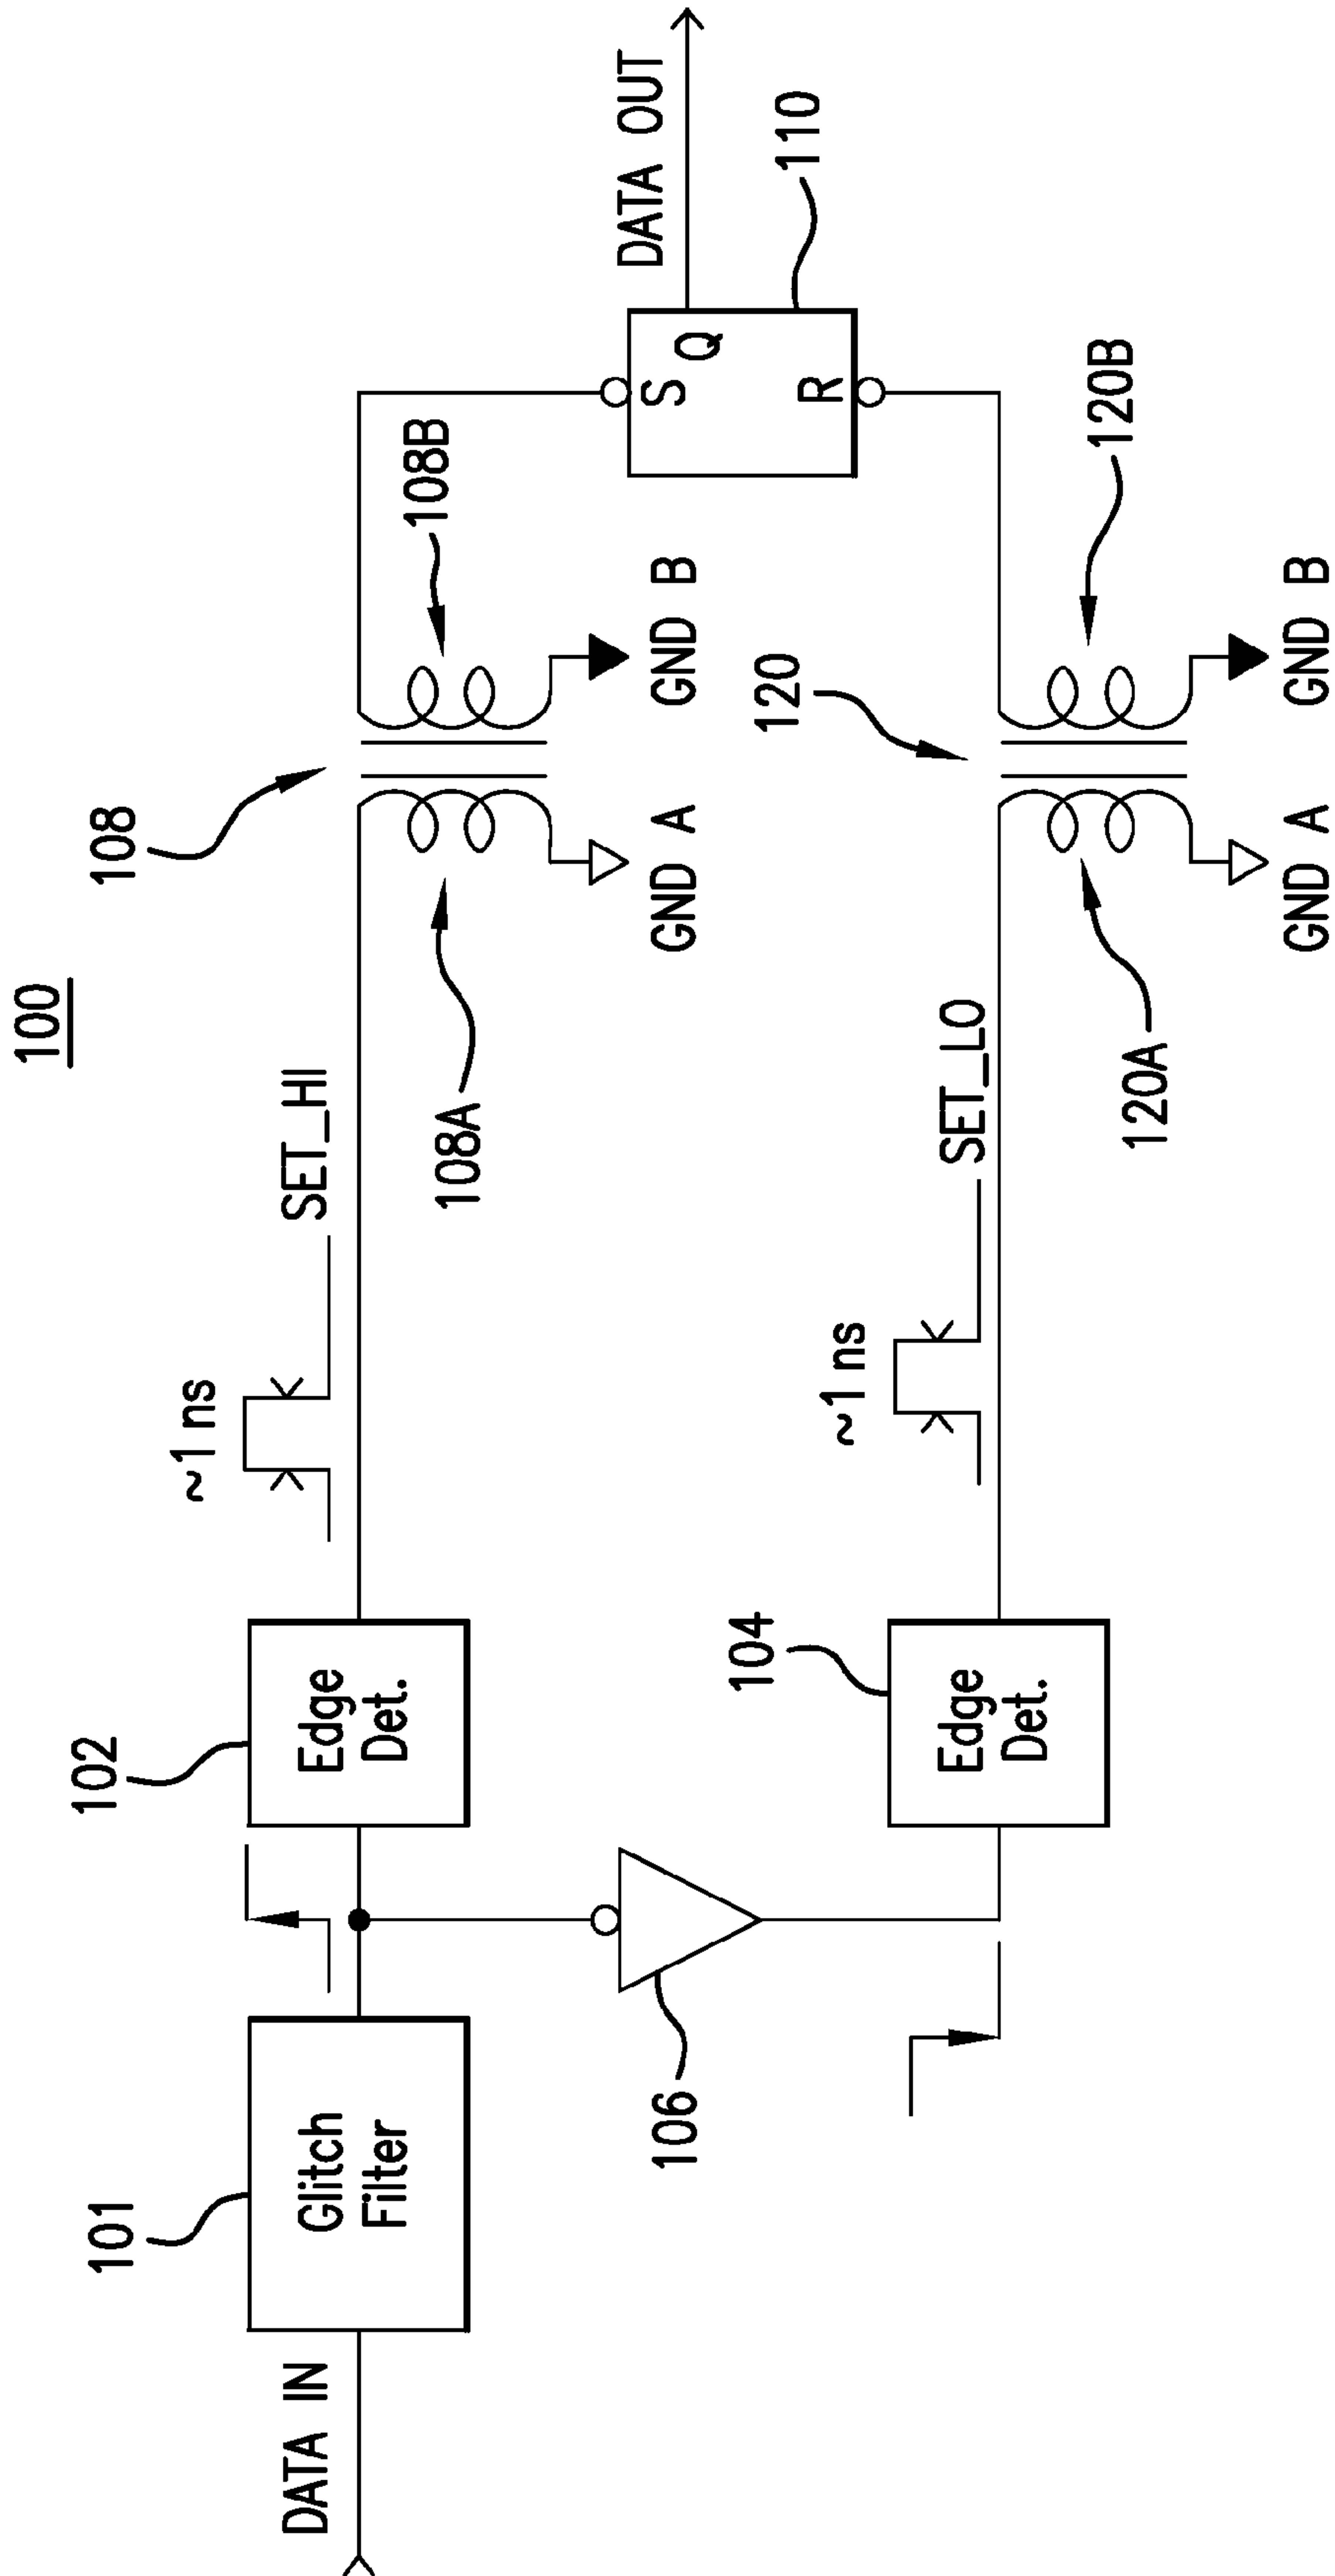 100
DATA IN
101
Glitch
Filter
102
Edge
Det.
~1 ns
SET_HI
108
108A
108B
GND A
GND B
106
104
Edge
Det.
~1 ns
SET_LO
120
120A
120B
GND A
GND B
S
Q
R
110
DATA OUT